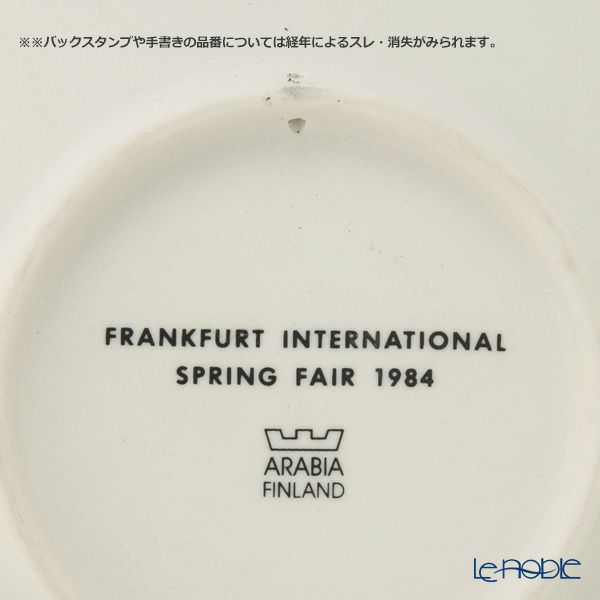 ※※バックスタンプや手書きの品番については経年によるスレ・消失がみられます。
FRANKFURT INTERNATIONAL
SPRING FAIR 1984
ARABIA
FINLAND
Le noble